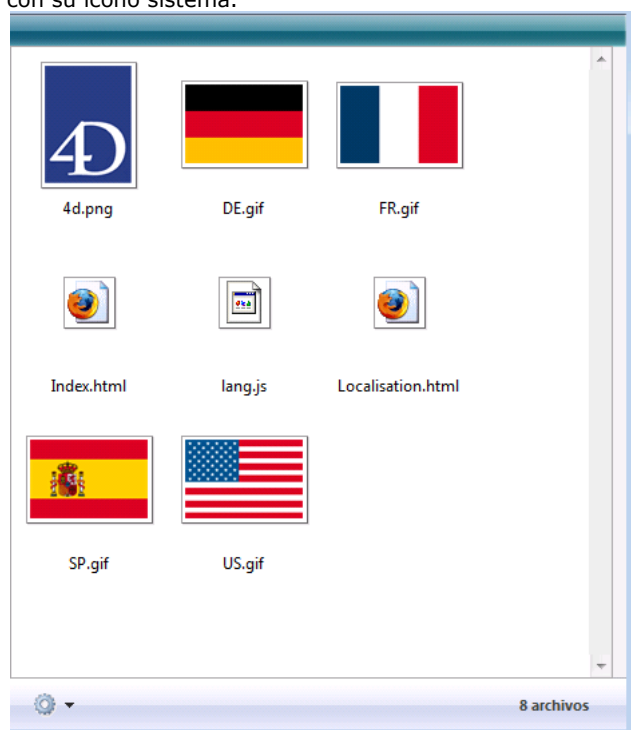 con su icono sistema.
4D
4d.png DE.gif FR.gif
Index.html lang.js Localisation.html
SP.gif US.gif
8 archivos